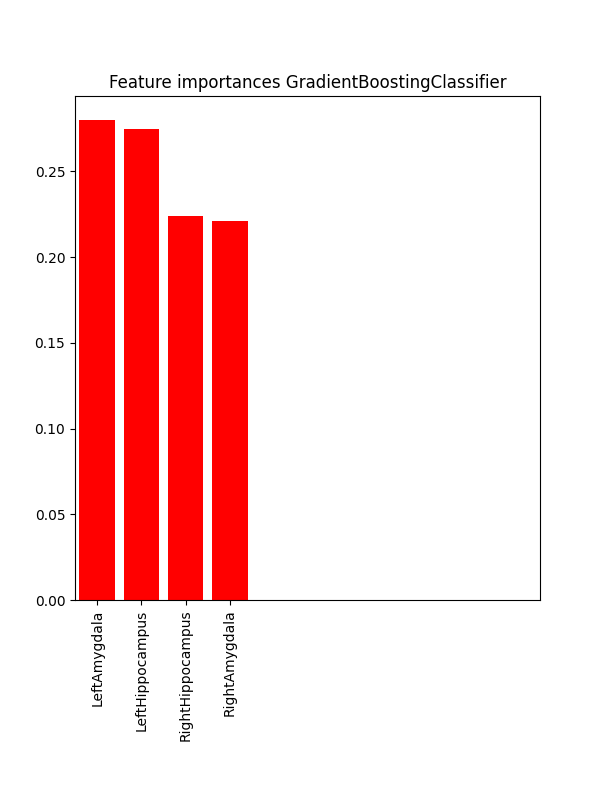 Feature importances GradientBoostingClassifier
0.25
0.20
0.15
0.10
0.05
0.00
LeftAmygdala
LeftHippocampus
RightHippocampus
RightAmygdala